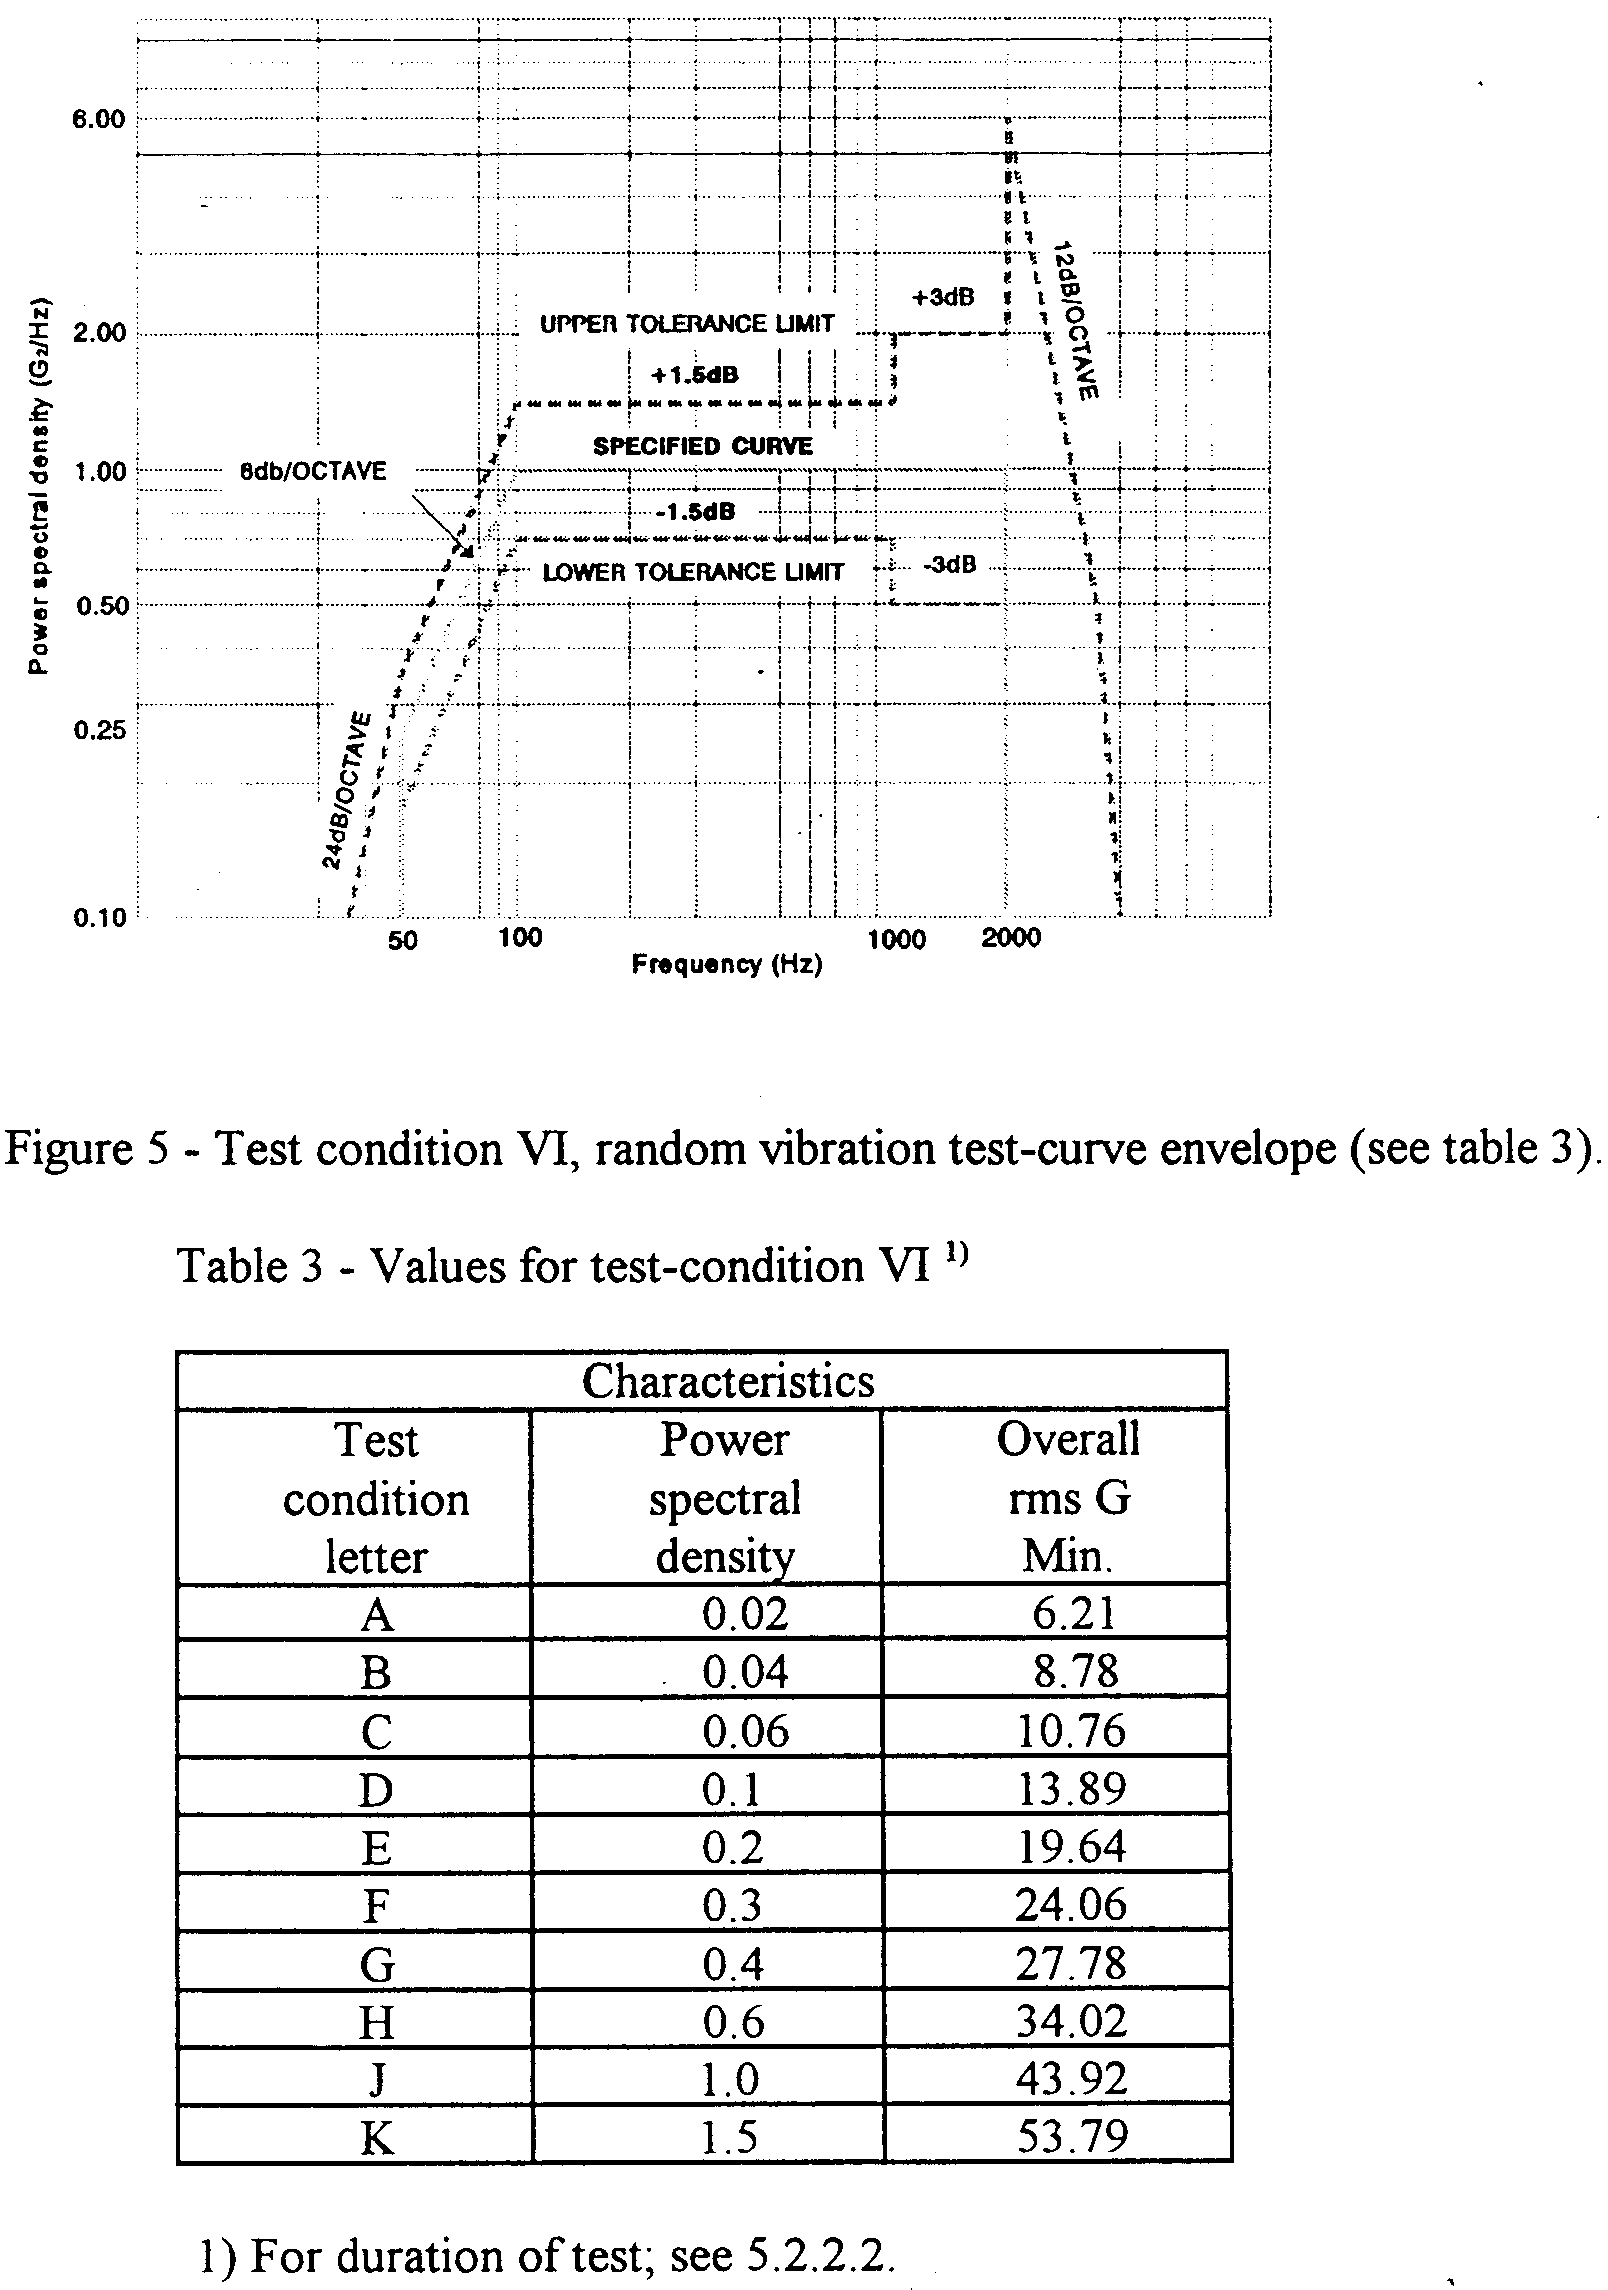 6.00
2.00
1.00
0.50
0.25
0.10
Power spectral density (G2/Hz)
UPPER TOLERANCE LIMIT
+3dB
12dB/OCTAVE
+1.5dB
SPECIFIED CURVE
6db/OCTAVE
-1.5dB
LOWER TOLERANCE LIMIT
-3dB
24dB/OCTAVE
50
100
1000
2000
Frequency (Hz)
Figure 5 - Test condition VI, random vibration test-curve envelope (see table 3).
Table 3 - Values for test-condition VI 1)
Characteristics
Test condition letter
Power spectral density
Overall rms G Min.
A 0.02 6.21
B 0.04 8.78
C 0.06 10.76
D 0.1 13.89
E 0.2 19.64
F 0.3 24.06
G 0.4 27.78
H 0.6 34.02
J 1.0 43.92
K 1.5 53.79
1) For duration of test; see 5.2.2.2.